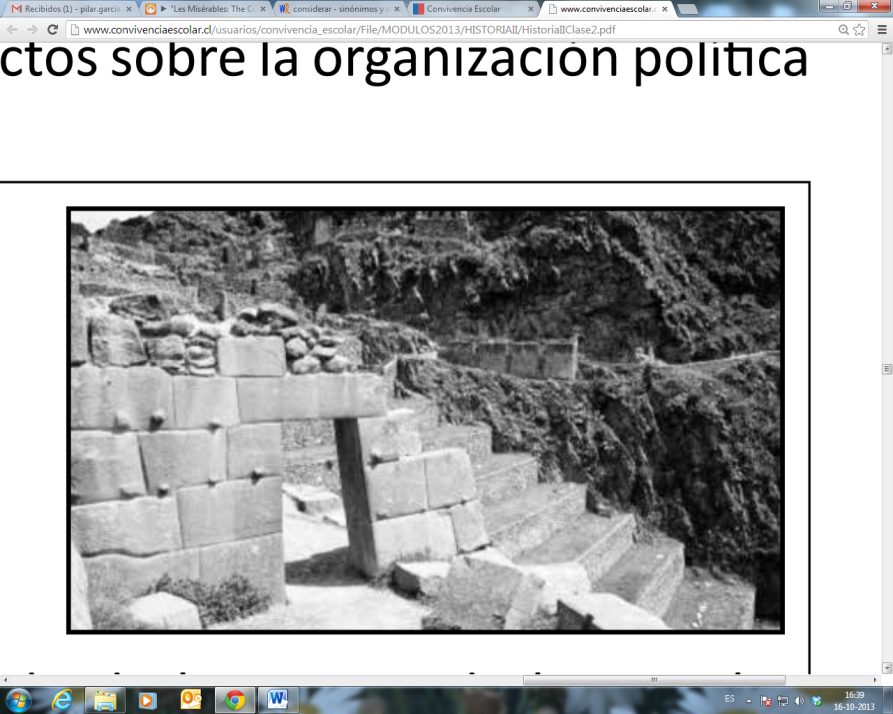 Recibidos (1) - pilar.garcia
"Les Misérables: The C
considerar - sinónimos y a
Convivencia Escolar
www.convivenciaescolar.c
www.convivenciaescolar.cl/usuarios/convivencia_escolar/File/MODULOS2013/HISTORIAII/HistoriaIIClase2.pdf
ctos sobre la organización política
ES
16:39
16-10-2013